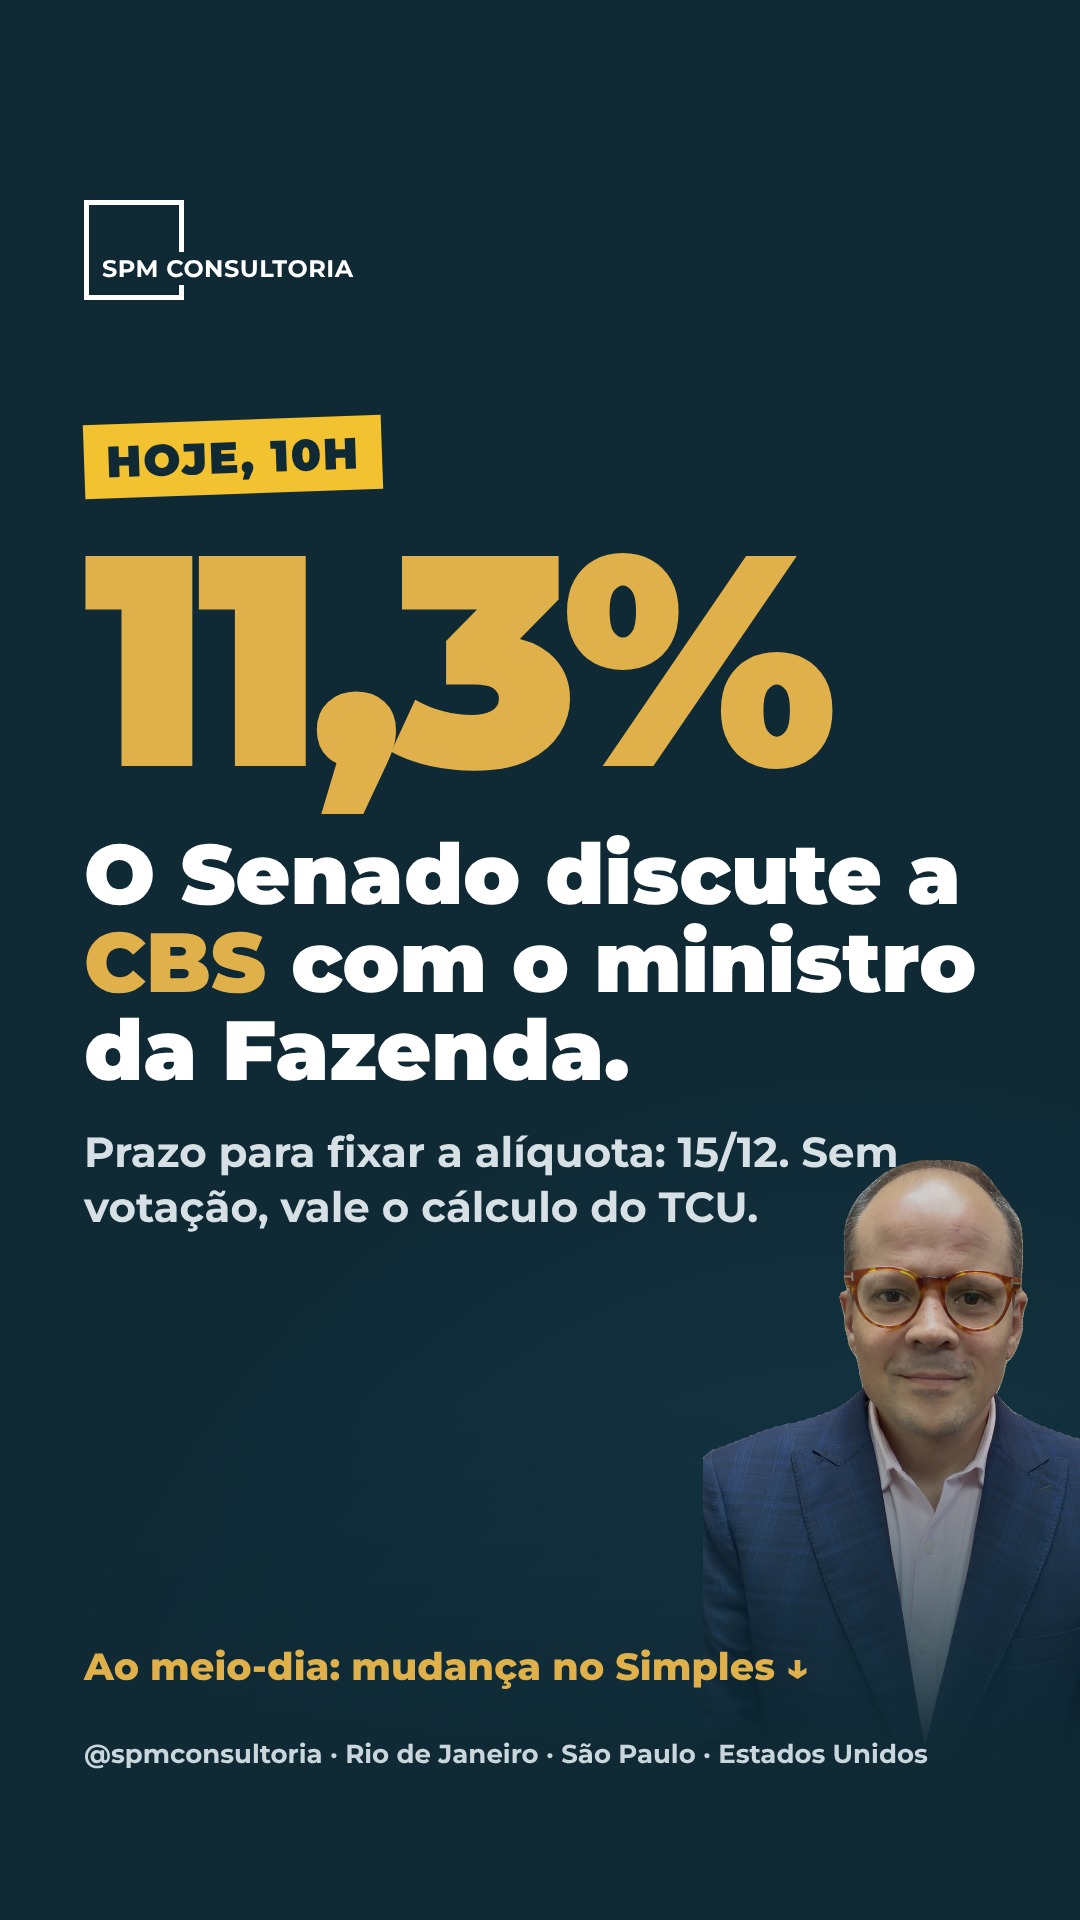 SPM CONSULTORIA
HOJE, 10H
11,3%
O Senado discute a
CBS com o ministro
da Fazenda.
Prazo para fixar a alíquota: 15/12. Sem
votação, vale o cálculo do TCU.
Ao meio-dia: mudança no Simples ↓
@spmconsultoria · Rio de Janeiro · São Paulo · Estados Unidos